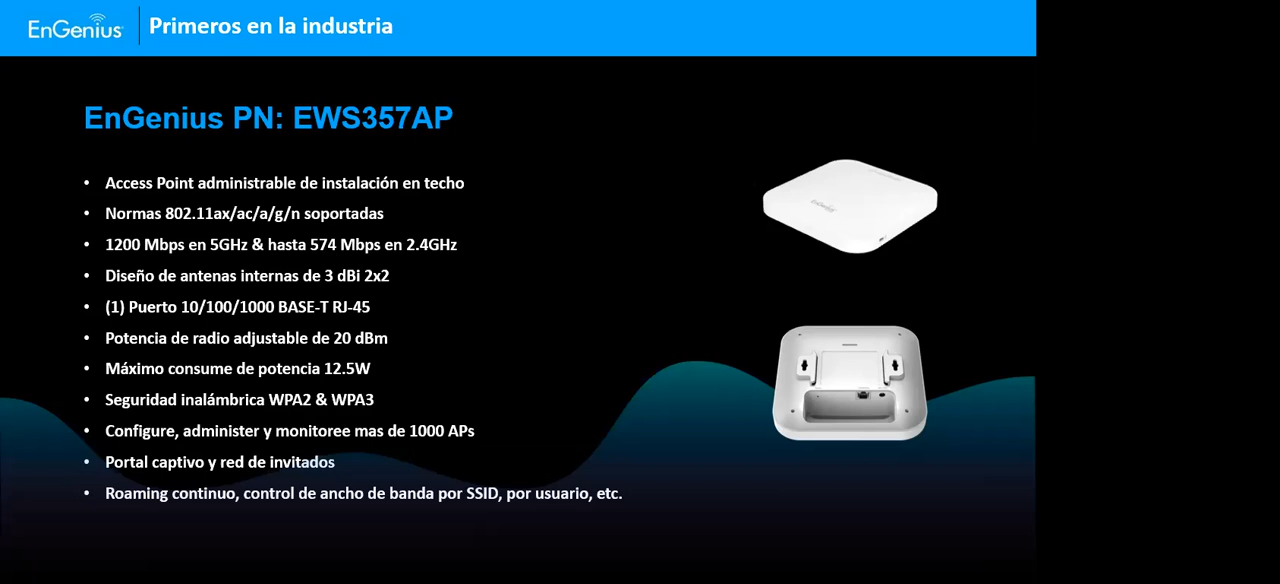 EnGenius
Primeros en la industria
EnGenius PN: EWS357AP
• Access Point administrable de instalación en techo
• Normas 802.11ax/ac/a/g/n soportadas
• 1200 Mbps en 5GHz & hasta 574 Mbps en 2.4GHz
• Diseño de antenas internas de 3 dBi 2x2
• (1) Puerto 10/100/1000 BASE-T RJ-45
• Potencia de radio adjustable de 20 dBm
• Máximo consume de potencia 12.5W
• Seguridad inalámbrica WPA2 & WPA3
• Configure, administer y monitoree mas de 1000 APs
• Portal captivo y red de invitados
• Roaming continuo, control de ancho de banda por SSID, por usuario, etc.
EnGenius